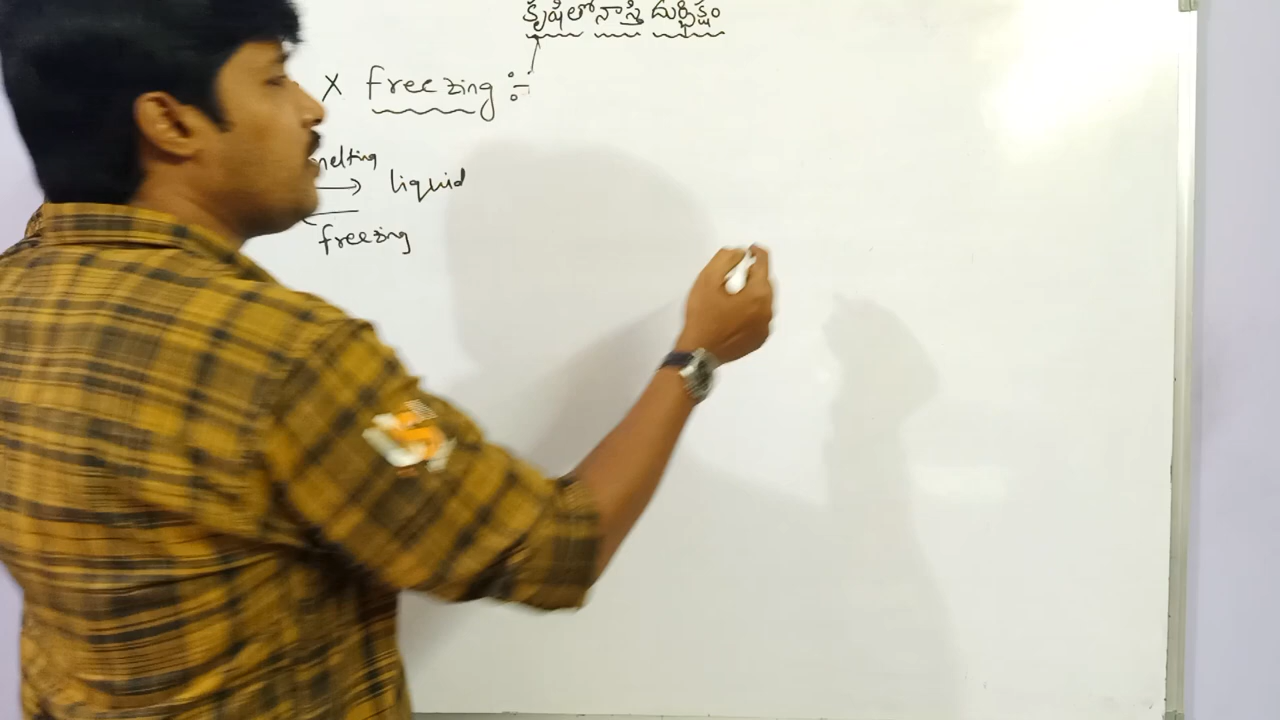 కృషిలో నాస్తి దుర్భిక్షం
X freezing :-
melting
liquid
freezing